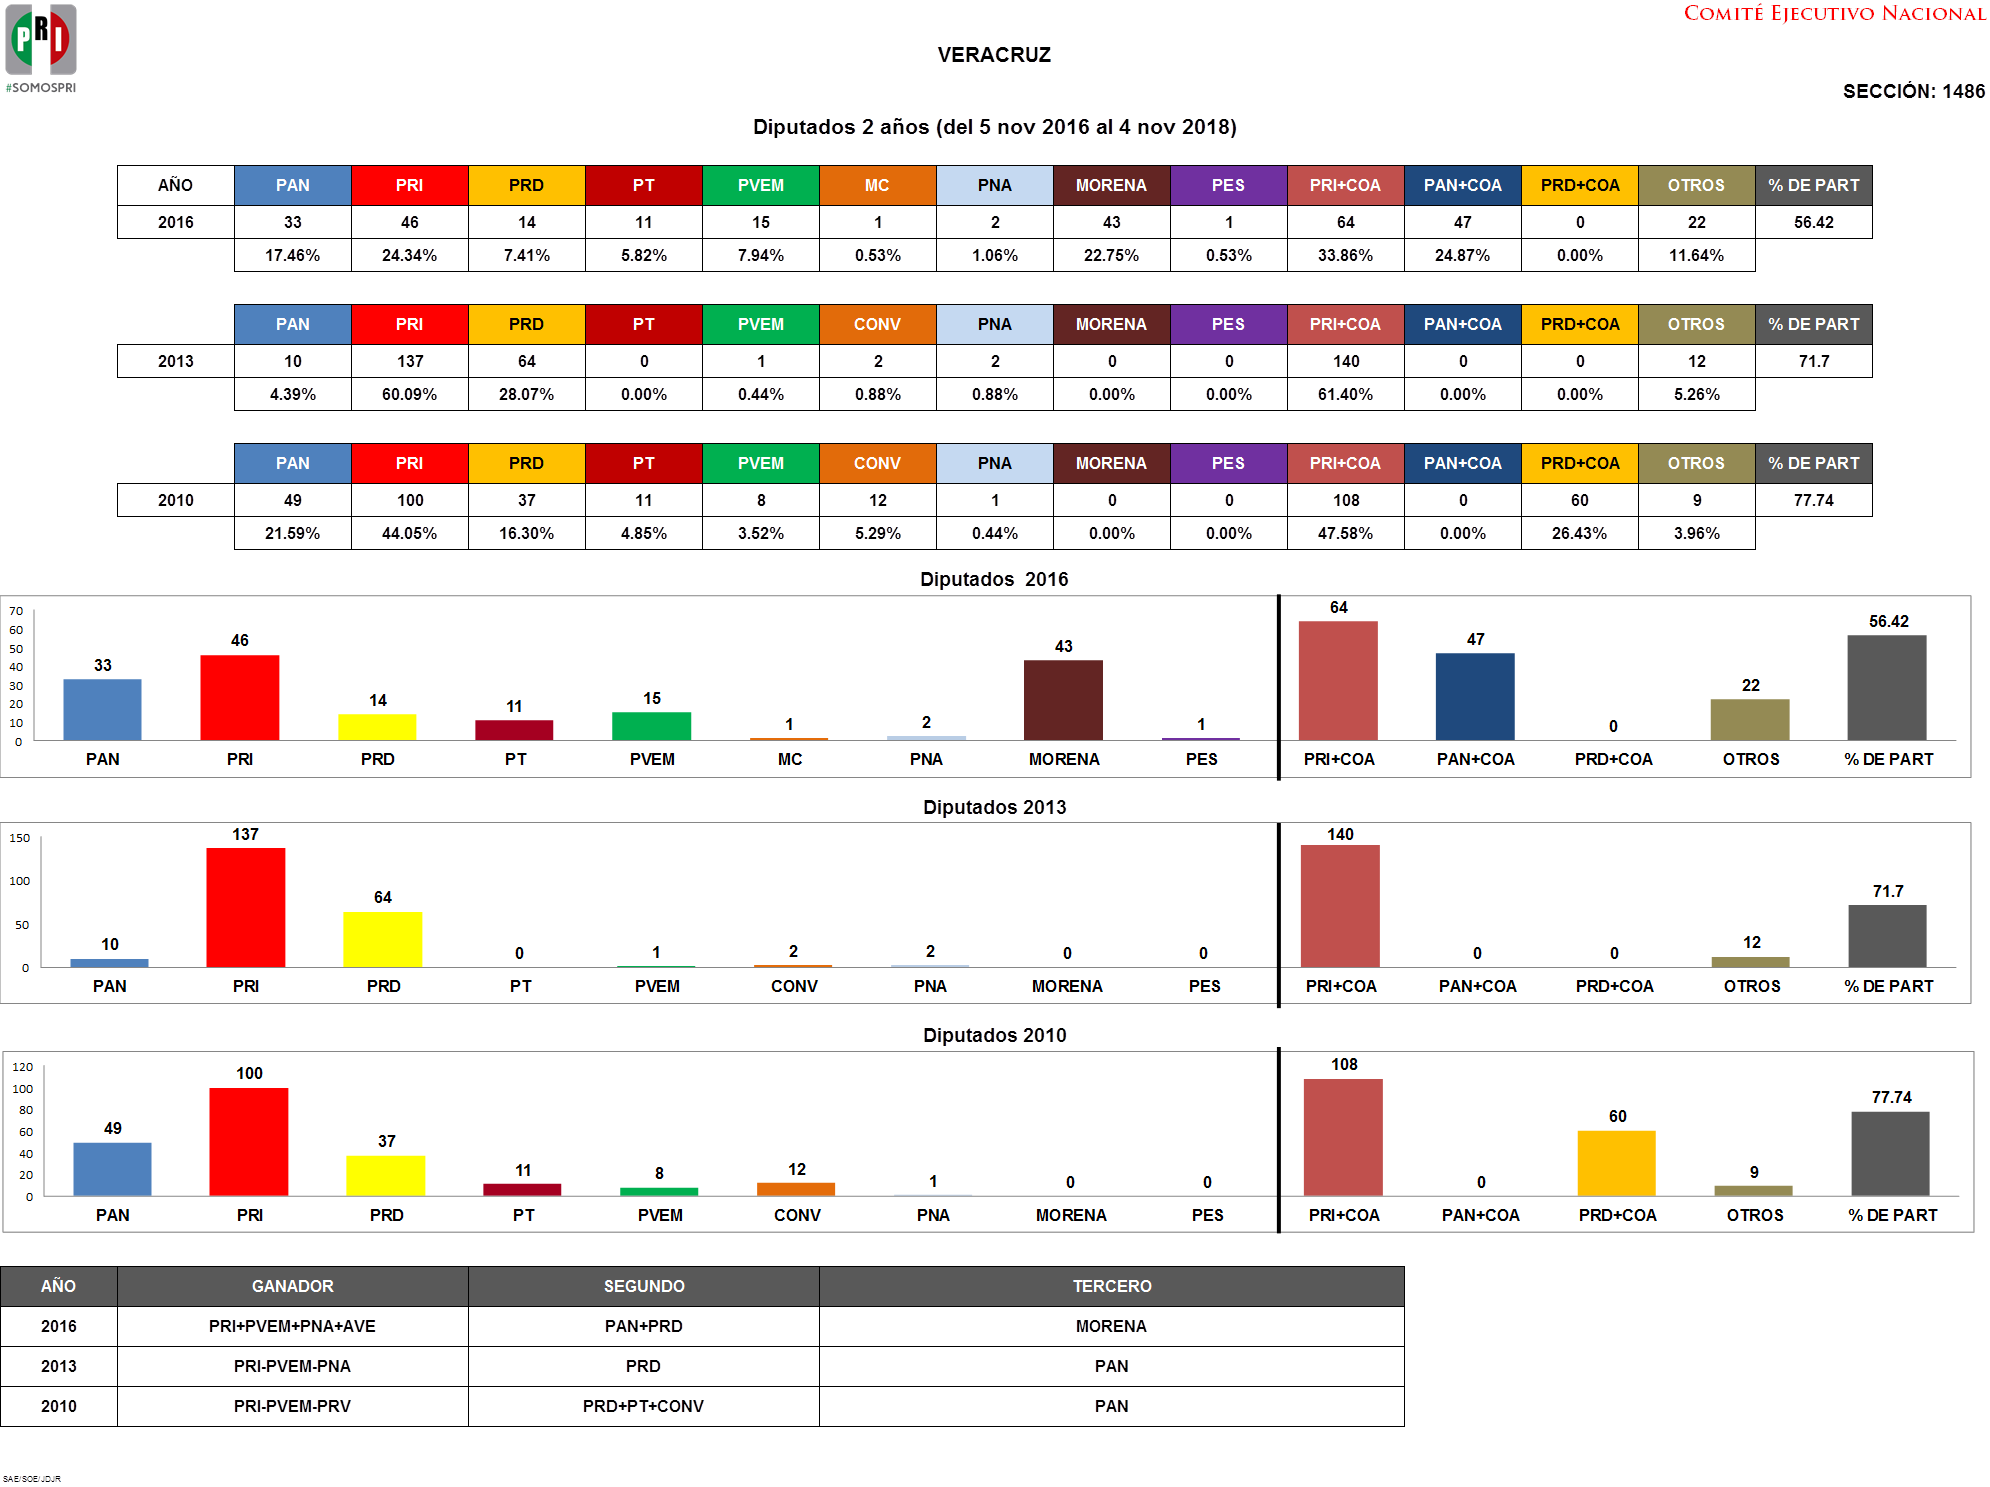 PRI
#SOMOSPRI
COMITÉ EJECUTIVO NACIONAL
VERACRUZ
SECCIÓN: 1486
Diputados 2 años (del 5 nov 2016 al 4 nov 2018)
AÑO PAN PRI PRD PT PVEM MC PNA MORENA PES PRI+COA PAN+COA PRD+COA OTROS % DE PART
2016 33 46 14 11 15 1 2 43 1 64 47 0 22 56.42
17.46% 24.34% 7.41% 5.82% 7.94% 0.53% 1.06% 22.75% 0.53% 33.86% 24.87% 0.00% 11.64%
PAN PRI PRD PT PVEM CONV PNA MORENA PES PRI+COA PAN+COA PRD+COA OTROS % DE PART
2013 10 137 64 0 1 2 2 0 0 140 0 0 12 71.7
4.39% 60.09% 28.07% 0.00% 0.44% 0.88% 0.88% 0.00% 0.00% 61.40% 0.00% 0.00% 5.26%
PAN PRI PRD PT PVEM CONV PNA MORENA PES PRI+COA PAN+COA PRD+COA OTROS % DE PART
2010 49 100 37 11 8 12 1 0 0 108 0 60 9 77.74
21.59% 44.05% 16.30% 4.85% 3.52% 5.29% 0.44% 0.00% 0.00% 47.58% 0.00% 26.43% 3.96%
Diputados 2016
70
60
50
40
30
20
10
0
33 46 14 11 15 1 2 43 1 64 47 0 22 56.42
PAN PRI PRD PT PVEM MC PNA MORENA PES PRI+COA PAN+COA PRD+COA OTROS % DE PART
Diputados 2013
150
100
50
0
10 137 64 0 1 2 2 0 0 140 0 0 12 71.7
PAN PRI PRD PT PVEM CONV PNA MORENA PES PRI+COA PAN+COA PRD+COA OTROS % DE PART
Diputados 2010
120
100
80
60
40
20
0
49 100 37 11 8 12 1 0 0 108 0 60 9 77.74
PAN PRI PRD PT PVEM CONV PNA MORENA PES PRI+COA PAN+COA PRD+COA OTROS % DE PART
AÑO GANADOR SEGUNDO TERCERO
2016 PRI+PVEM+PNA+AVE PAN+PRD MORENA
2013 PRI-PVEM-PNA PRD PAN
2010 PRI-PVEM-PRV PRD+PT+CONV PAN
SAE/SOE/JDJR